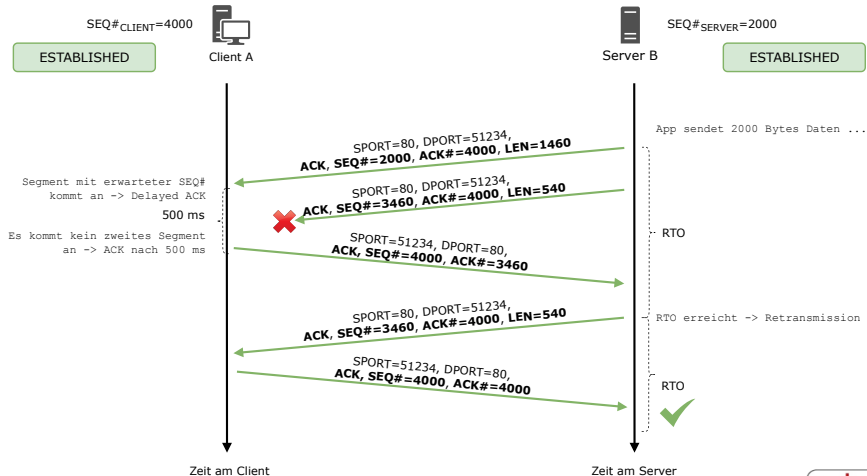 SEQ#CLIENT=4000
SEQ#SERVER=2000
ESTABLISHED
Client A
Server B
ESTABLISHED
App sendet 2000 Bytes Daten ...
SPORT=80, DPORT=51234,
ACK, SEQ#=2000, ACK#=4000, LEN=1460
Segment mit erwarteter SEQ#
kommt an -> Delayed ACK
SPORT=80, DPORT=51234,
ACK, SEQ#=3460, ACK#=4000, LEN=540
500 ms
Es kommt kein zweites Segment
an -> ACK nach 500 ms
RTO
SPORT=51234, DPORT=80,
ACK, SEQ#=4000, ACK#=3460
SPORT=80, DPORT=51234,
ACK, SEQ#=3460, ACK#=4000, LEN=540
RTO erreicht -> Retransmission
SPORT=51234, DPORT=80,
ACK, SEQ#=4000, ACK#=4000
RTO
Zeit am Client
Zeit am Server